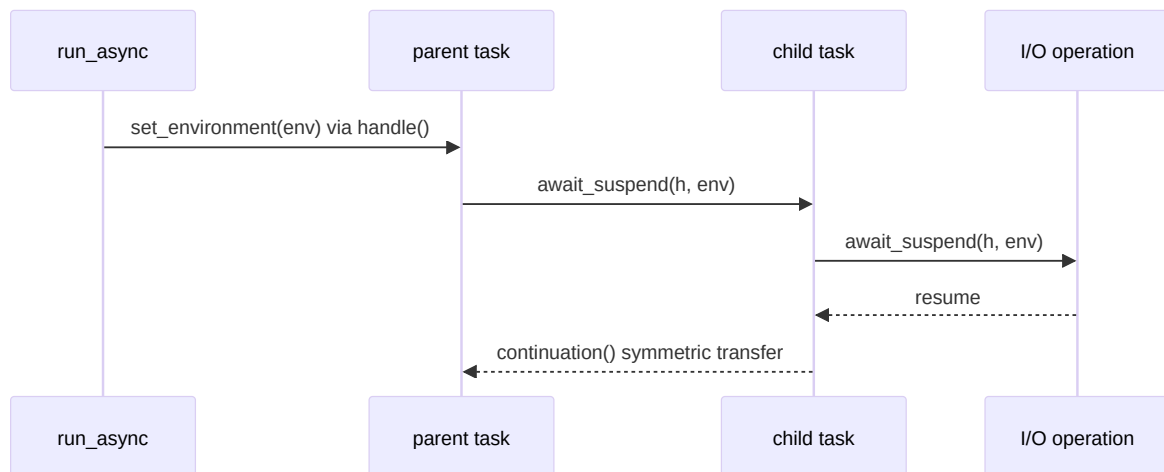 run_async
parent task
child task
I/O operation
set_environment(env) via handle()
await_suspend(h, env)
await_suspend(h, env)
resume
continuation() symmetric transfer
run_async
parent task
child task
I/O operation